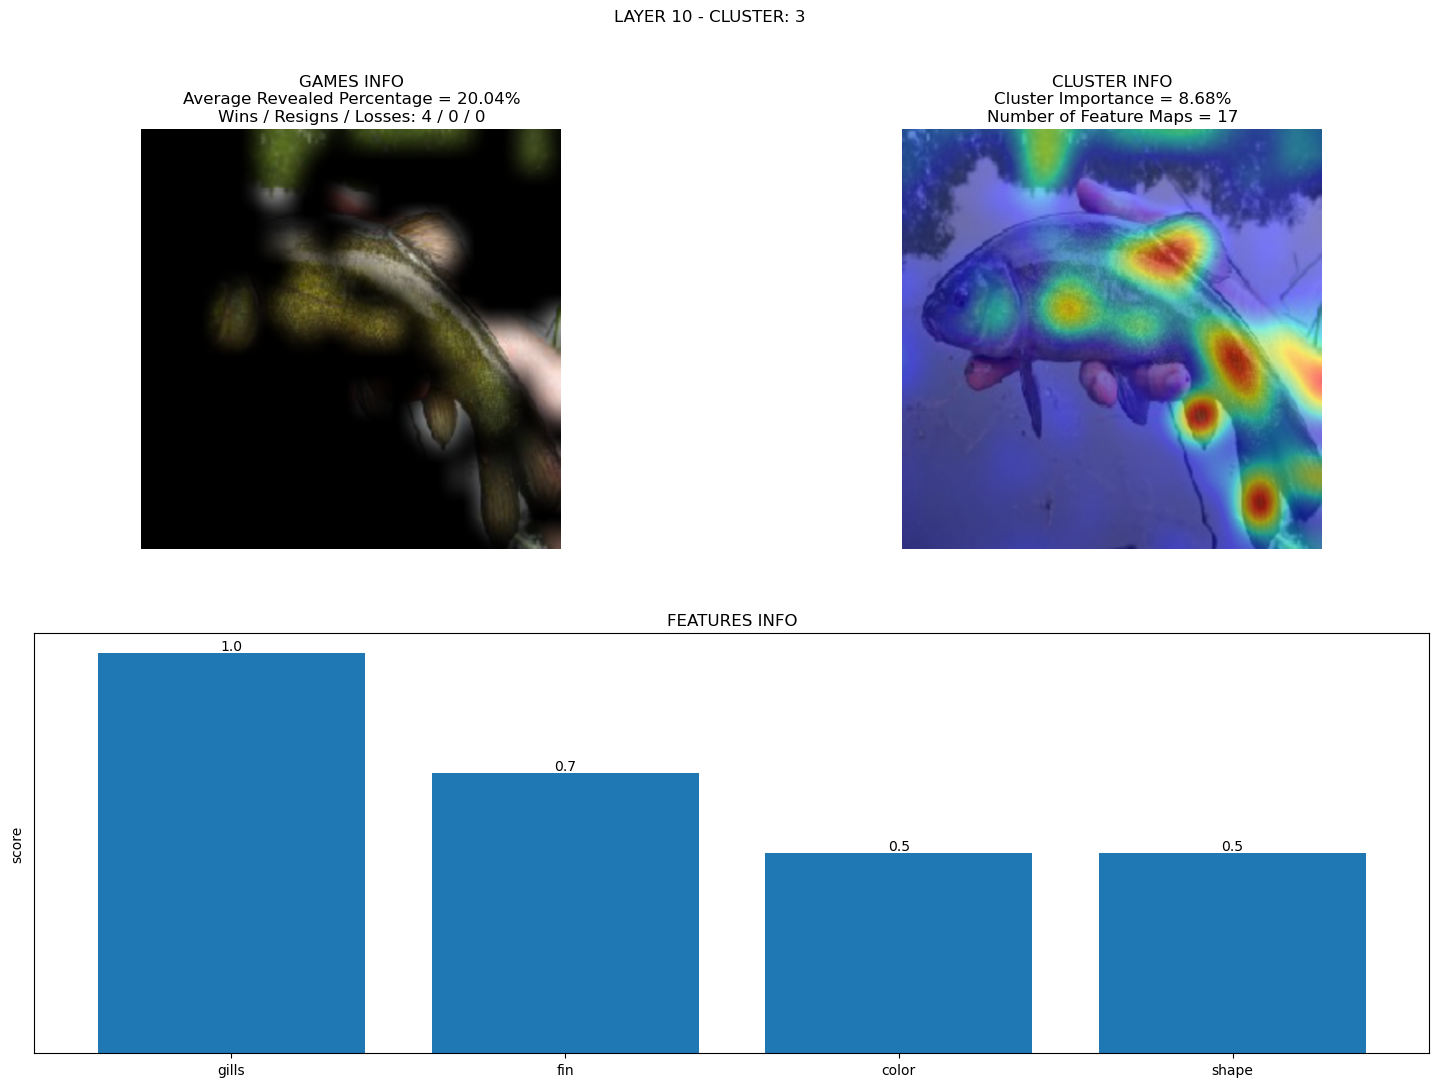 LAYER 10 - CLUSTER: 3
GAMES INFO
Average Revealed Percentage = 20.04%
Wins / Resigns / Losses: 4 / 0 / 0
CLUSTER INFO
Cluster Importance = 8.68%
Number of Feature Maps = 17
FEATURES INFO
score
1.0
0.7
0.5
0.5
gills
fin
color
shape